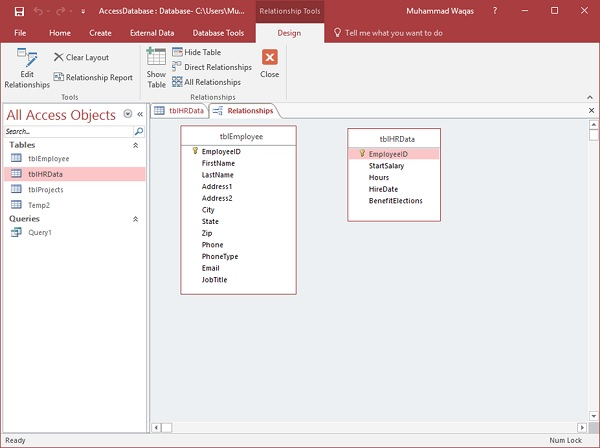 AccessDatabase : Database- C:\Users\Mu... Relationship Tools Muhammad Waqas ?
File Home Create External Data Database Tools Design Tell me what you want to do
Edit Relationships
Clear Layout
Relationship Report
Tools
Show Table
Hide Table
Direct Relationships
All Relationships
Relationships
Close
All Access Objects
Search...
Tables
tblEmployee
tblHRData
tblProjects
Temp2
Queries
Query1
tblHRData Relationships
tblEmployee
EmployeeID
FirstName
LastName
Address1
Address2
City
State
Zip
Phone
PhoneType
Email
JobTitle
tblHRData
EmployeeID
StartSalary
Hours
HireDate
BenefitElections
Ready Num Lock